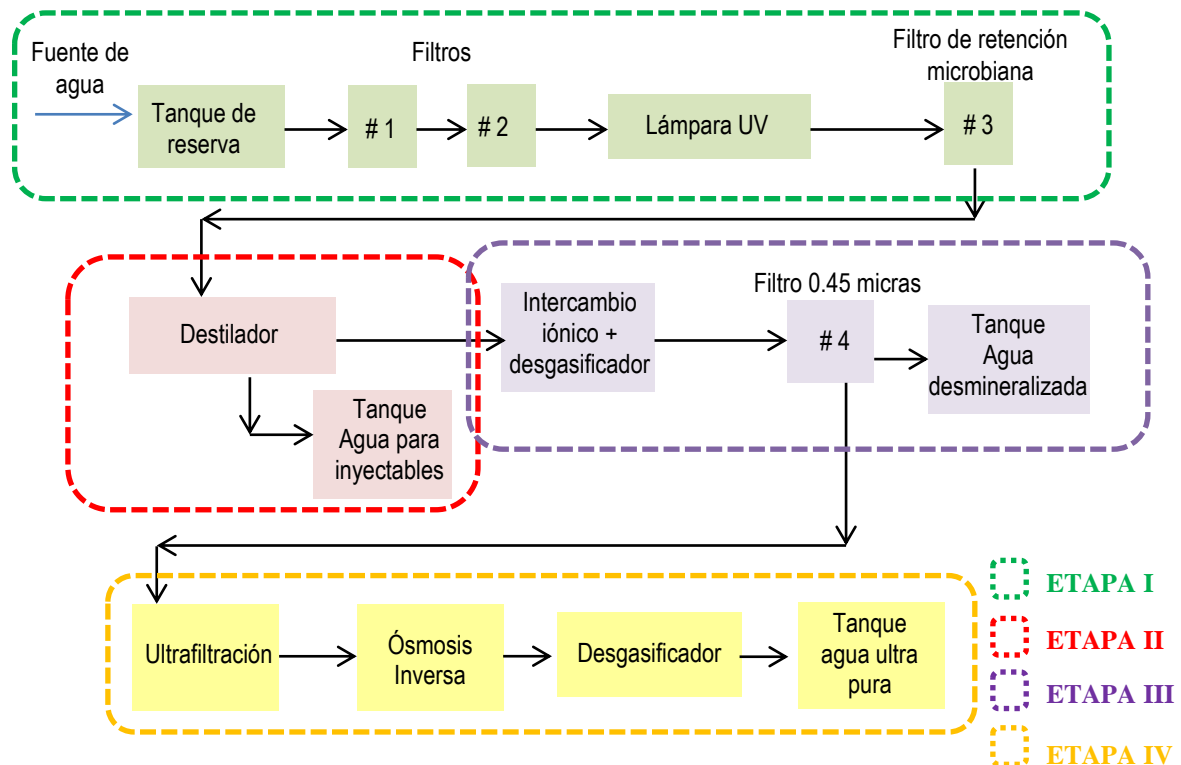 Fuente de
agua
Filtros
Filtro de retención
microbiana
Tanque de
reserva
# 1
# 2
Lámpara UV
# 3
Destilador
Tanque
Agua para
inyectables
Intercambio
iónico +
desgasificador
Filtro 0.45 micras
# 4
Tanque
Agua
desmineralizada
Ultrafiltración
Ósmosis
Inversa
Desgasificador
Tanque
agua ultra
pura
ETAPA I
ETAPA II
ETAPA III
ETAPA IV